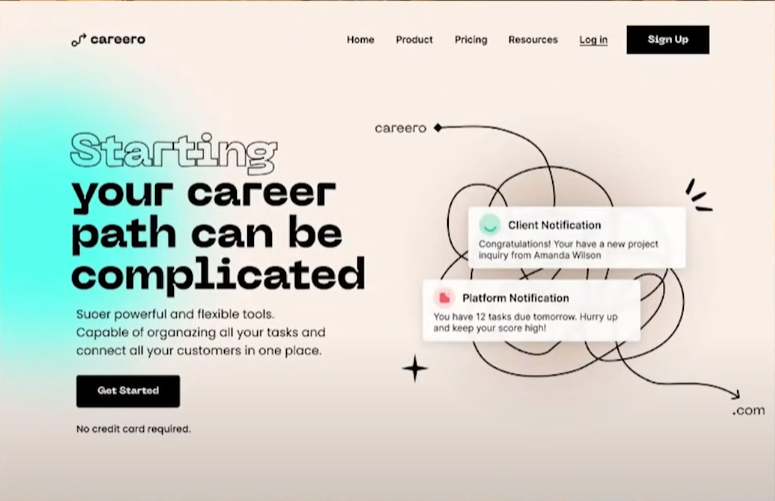 careero
Home Product Pricing Resources Log in Sign Up
Starting
your career
path can be
complicated
Suoer powerful and flexible tools.
Capable of organazing all your tasks and
connect all your customers in one place.
Get Started
No credit card required.
careero
Client Notification
Congratulations! Your have a new project
inquiry from Amanda Wilson
Platform Notification
You have 12 tasks due tomorrow. Hurry up
and keep your score high!
.com